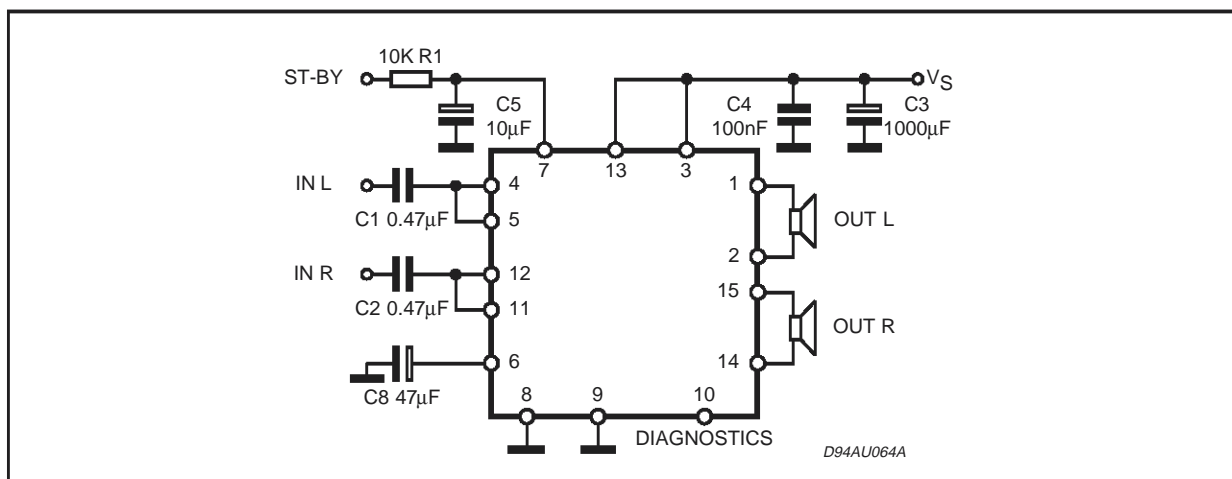 10K R1
ST-BY
VS
C5
10µF
C4
100nF
C3
1000µF
7
13
3
IN L
4
1
C1 0.47µF
5
OUT L
2
IN R
12
15
C2 0.47µF
11
OUT R
6
14
C8 47µF
8
9
10
DIAGNOSTICS
D94AU064A